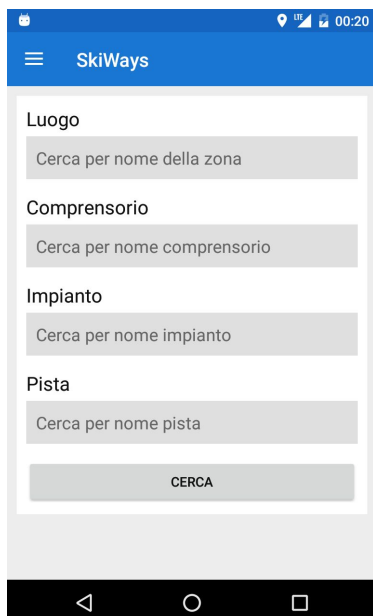 LTE 00:20
SkiWays
Luogo
Cerca per nome della zona
Comprensorio
Cerca per nome comprensorio
Impianto
Cerca per nome impianto
Pista
Cerca per nome pista
CERCA